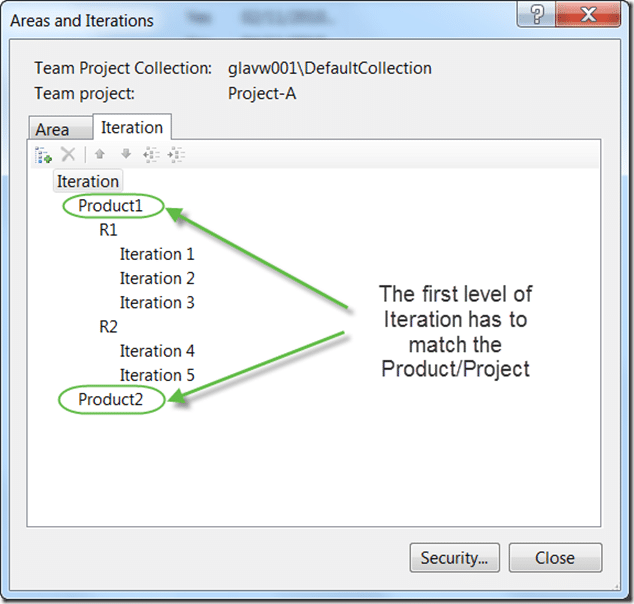 Areas and Iterations
Team Project Collection: glavw001\DefaultCollection
Team project: Project-A
Area Iteration
Iteration
Product1
R1
Iteration 1
Iteration 2
Iteration 3
R2
Iteration 4
Iteration 5
Product2
The first level of
Iteration has to
match the
Product/Project
Security... Close